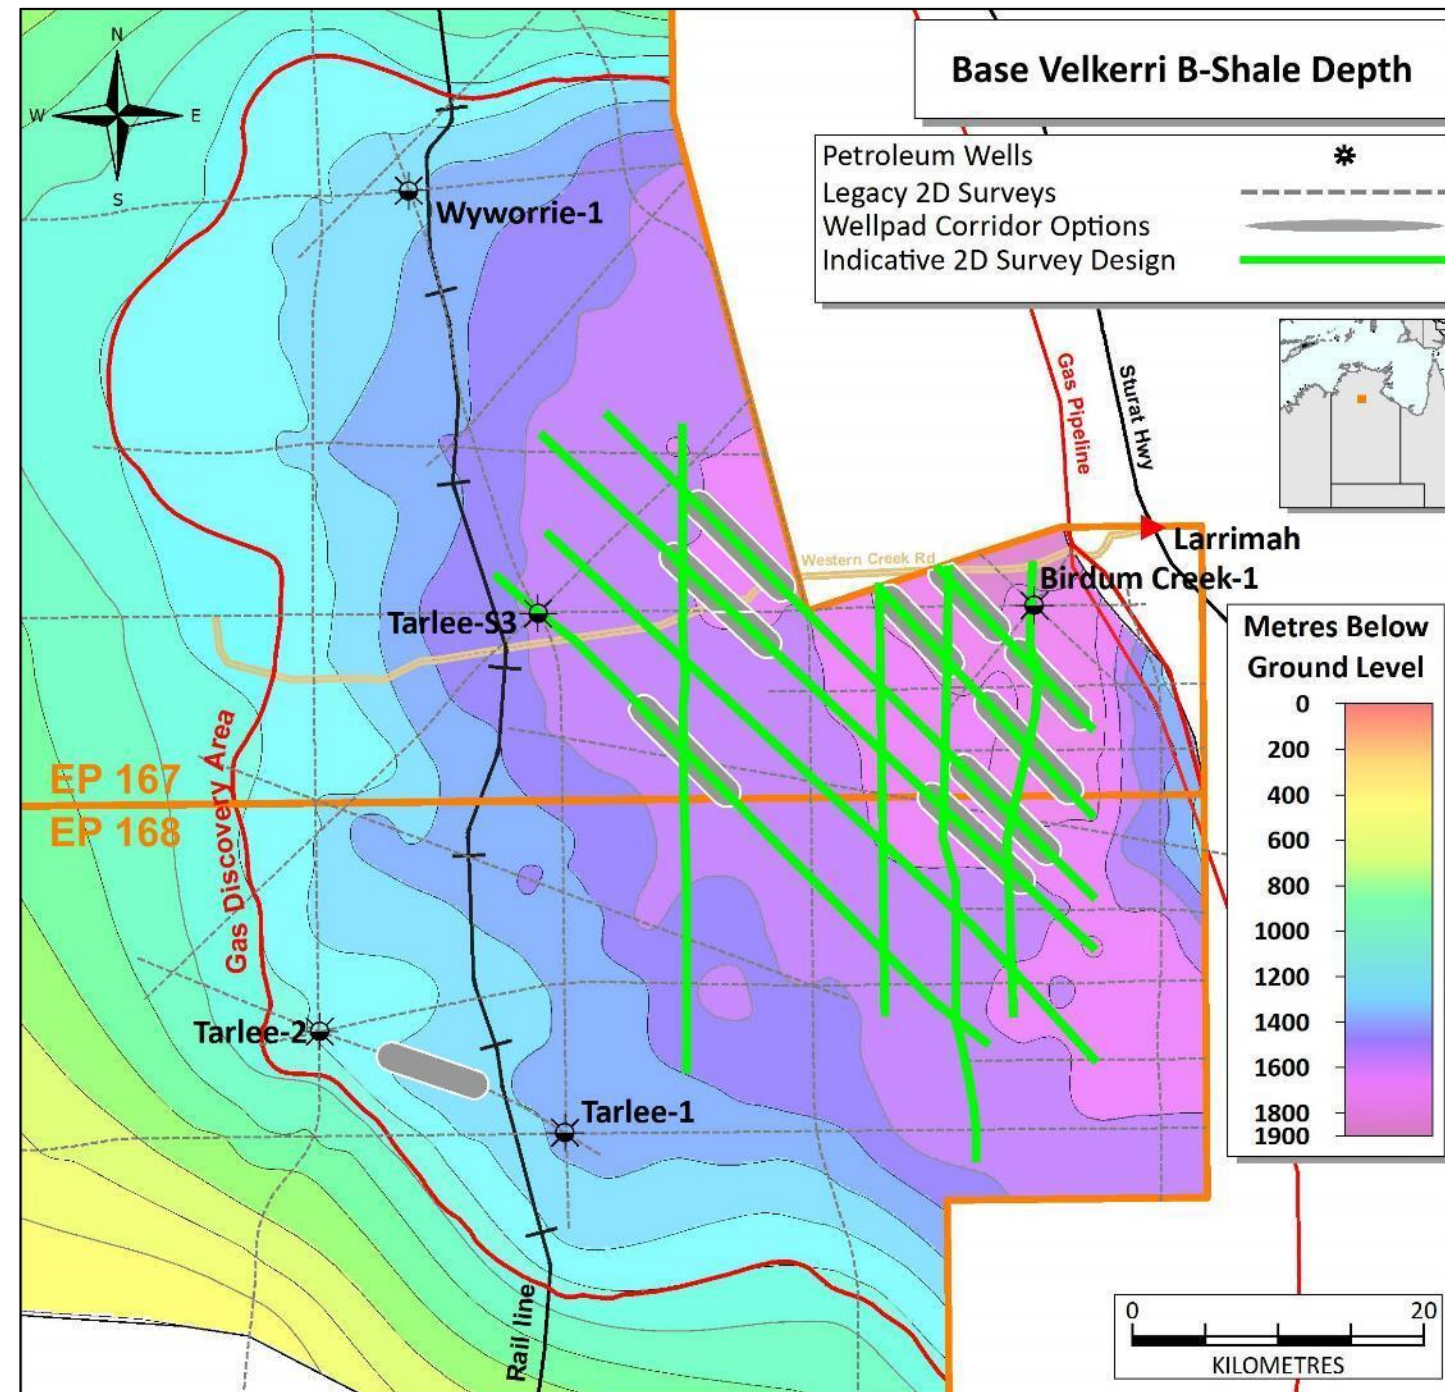 Base Velkerri B-Shale Depth
N
W
E
S
Petroleum Wells
Legacy 2D Surveys
Wellpad Corridor Options
Indicative 2D Survey Design
Wyworrie-1
Gas Pipeline
Sturat Hwy
Larrimah
Western Creek Rd
Birdum Creek-1
Tarlee-S3
Metres Below
Ground Level
0
200
400
600
800
1000
1200
1400
1600
1800
1900
EP 167
EP 168
Gas Discovery Area
Tarlee-2
Tarlee-1
Rail line
0
20
KILOMETRES